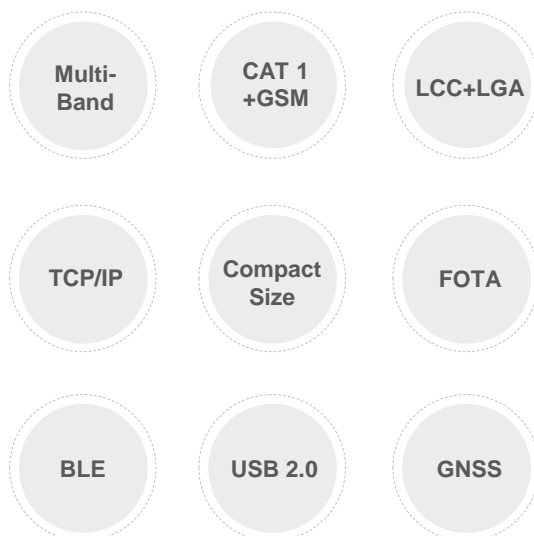 Multi-
Band
CAT 1
+GSM
LCC+LGA
TCP/IP
Compact
Size
FOTA
BLE
USB 2.0
GNSS